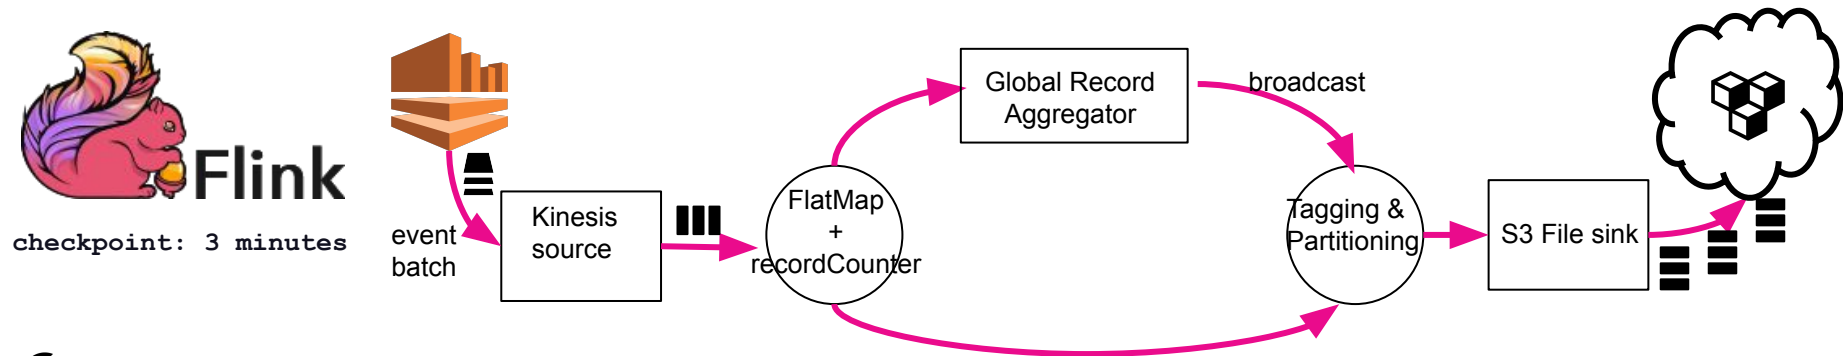 Flink
checkpoint: 3 minutes
event
batch
Kinesis
source
FlatMap
+
recordCounter
Global Record
Aggregator
broadcast
Tagging &
Partitioning
S3 File sink